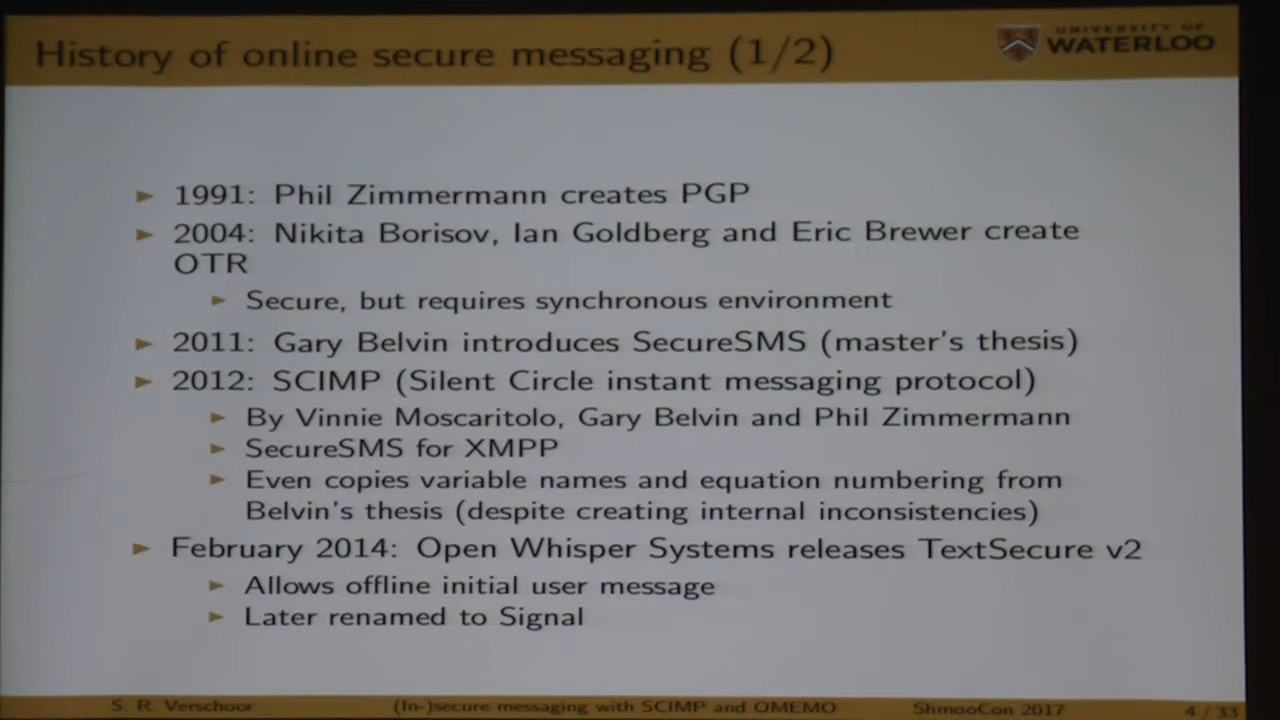 History of online secure messaging (1/2)
UNIVERSITY OF
WATERLOO
► 1991: Phil Zimmermann creates PGP
► 2004: Nikita Borisov, Ian Goldberg and Eric Brewer create
OTR
► Secure, but requires synchronous environment
► 2011: Gary Belvin introduces SecureSMS (master's thesis)
► 2012: SCIMP (Silent Circle instant messaging protocol)
► By Vinnie Moscaritolo, Gary Belvin and Phil Zimmermann
► SecureSMS for XMPP
► Even copies variable names and equation numbering from
Belvin's thesis (despite creating internal inconsistencies)
► February 2014: Open Whisper Systems releases TextSecure v2
► Allows offline initial user message
► Later renamed to Signal
S. R. Verschoor (In-)secure messaging with SCIMP and OMEMO ShmooCon 2017 4 / 33